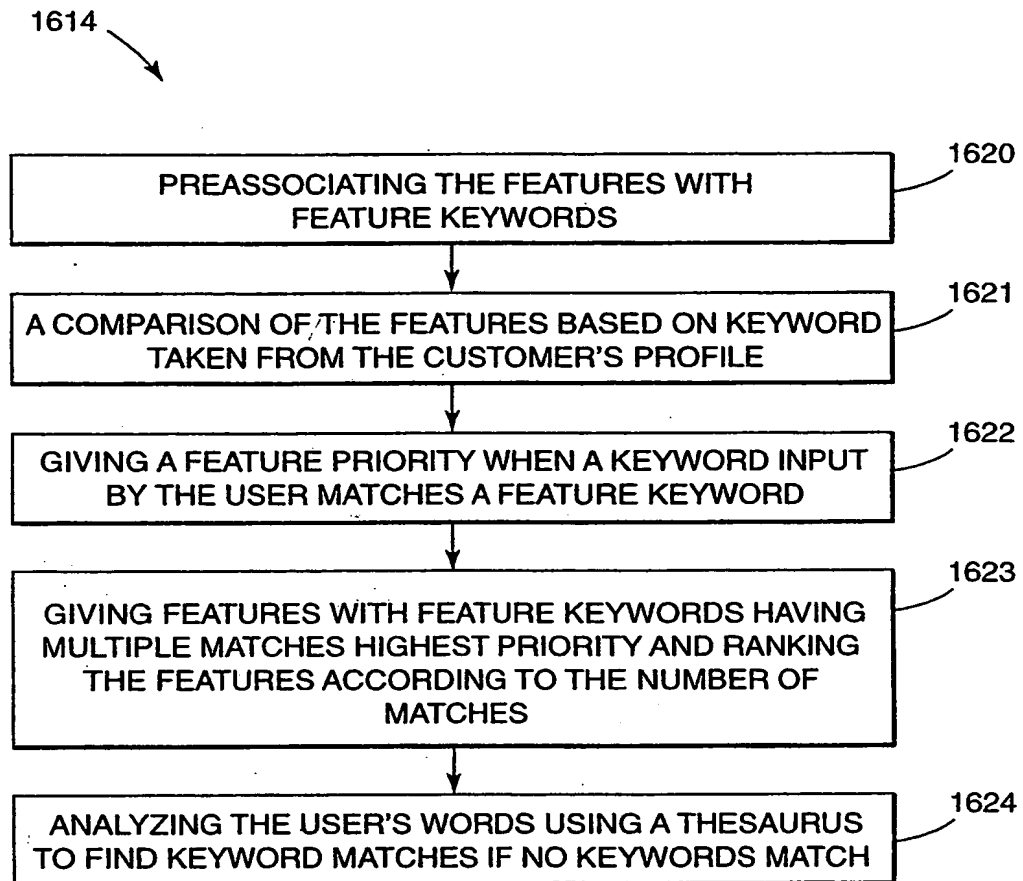 1614
1620
PREASSOCIATING THE FEATURES WITH
FEATURE KEYWORDS
1621
A COMPARISON OF THE FEATURES BASED ON KEYWORD
TAKEN FROM THE CUSTOMER'S PROFILE
1622
GIVING A FEATURE PRIORITY WHEN A KEYWORD INPUT
BY THE USER MATCHES A FEATURE KEYWORD
1623
GIVING FEATURES WITH FEATURE KEYWORDS HAVING
MULTIPLE MATCHES HIGHEST PRIORITY AND RANKING
THE FEATURES ACCORDING TO THE NUMBER OF
MATCHES
1624
ANALYZING THE USER'S WORDS USING A THESAURUS
TO FIND KEYWORD MATCHES IF NO KEYWORDS MATCH